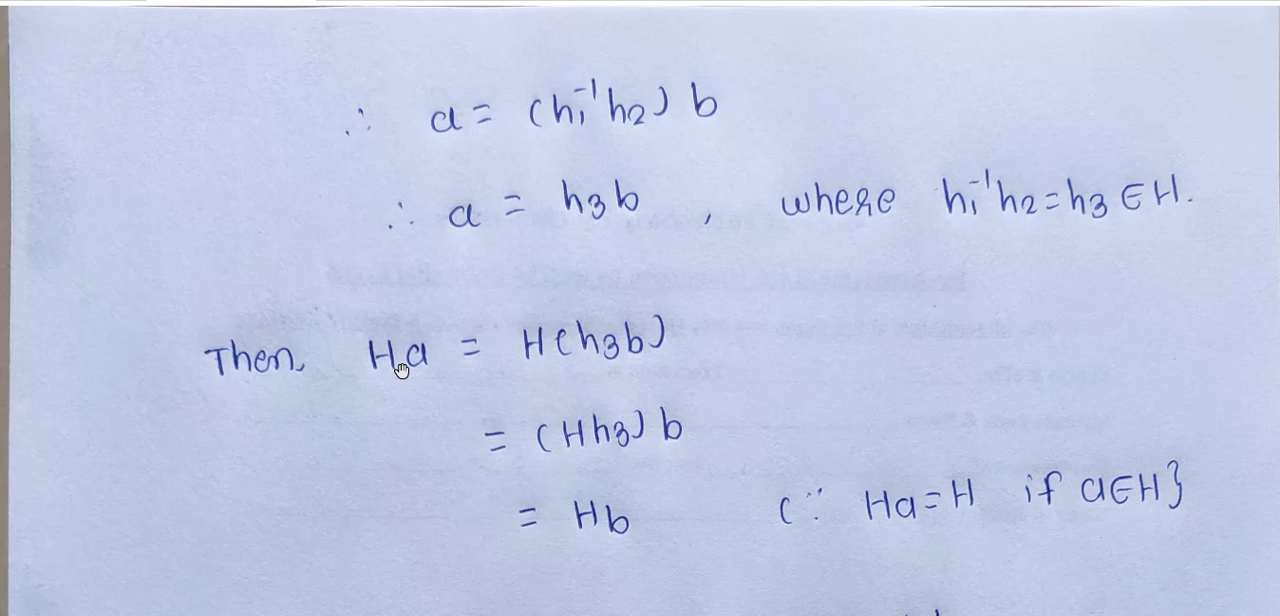 ∴ a = (h₁⁻¹h₂) b
∴ a = h₃b , where h₁⁻¹h₂ = h₃ ∈ H.
Then, Ha = H(h₃b)
= (Hh₃) b
= Hb (∵ Ha = H if a∈H}